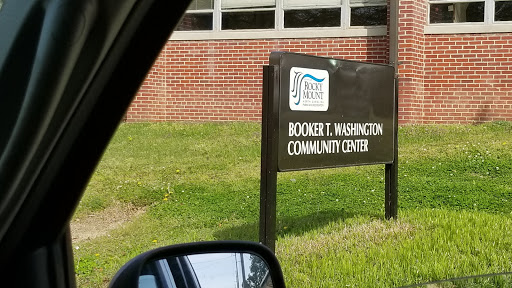 ROCKY
MOUNT
BOOKER T. WASHINGTON
COMMUNITY CENTER